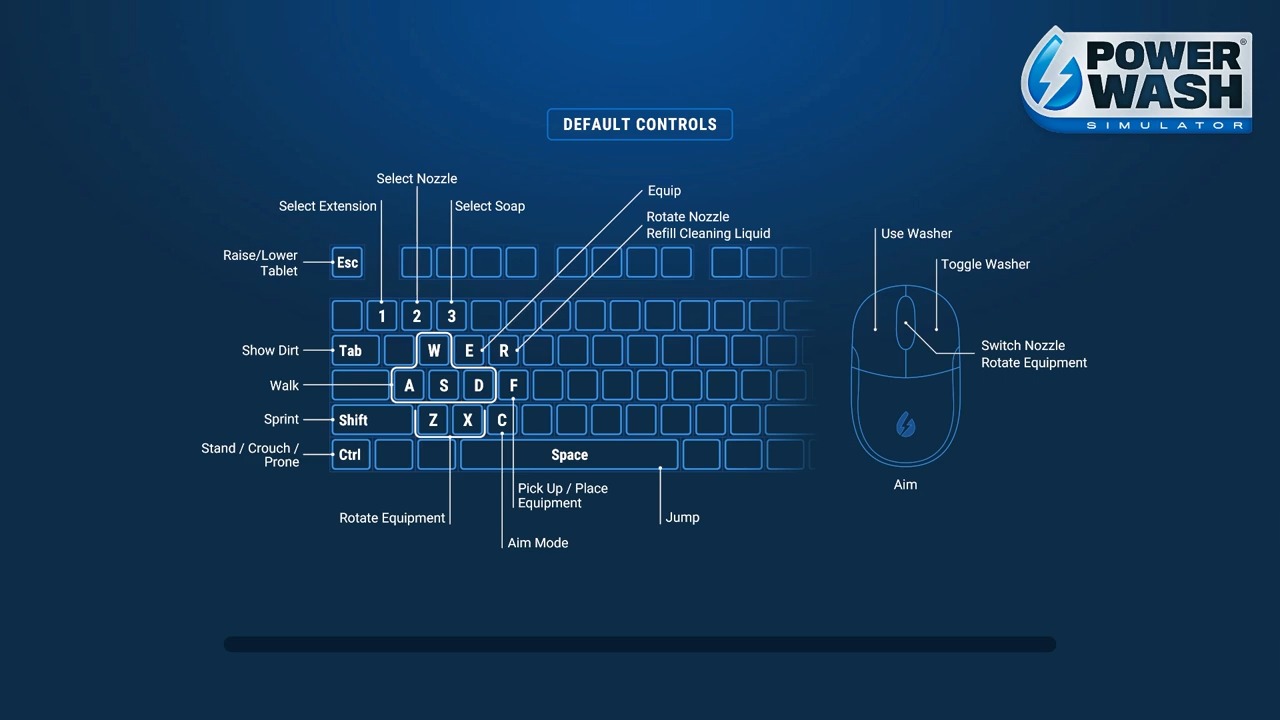 POWER
WASH®
SIMULATOR
DEFAULT CONTROLS
Select Nozzle
Select Extension
Select Soap
Equip
Rotate Nozzle
Refill Cleaning Liquid
Raise/Lower
Tablet
Esc
1 2 3
Show Dirt
Tab W E R
Walk
A S D F
Sprint
Shift Z X C
Stand / Crouch /
Prone
Ctrl Space
Pick Up / Place
Equipment
Rotate Equipment
Jump
Aim Mode
Use Washer
Toggle Washer
Switch Nozzle
Rotate Equipment
Aim